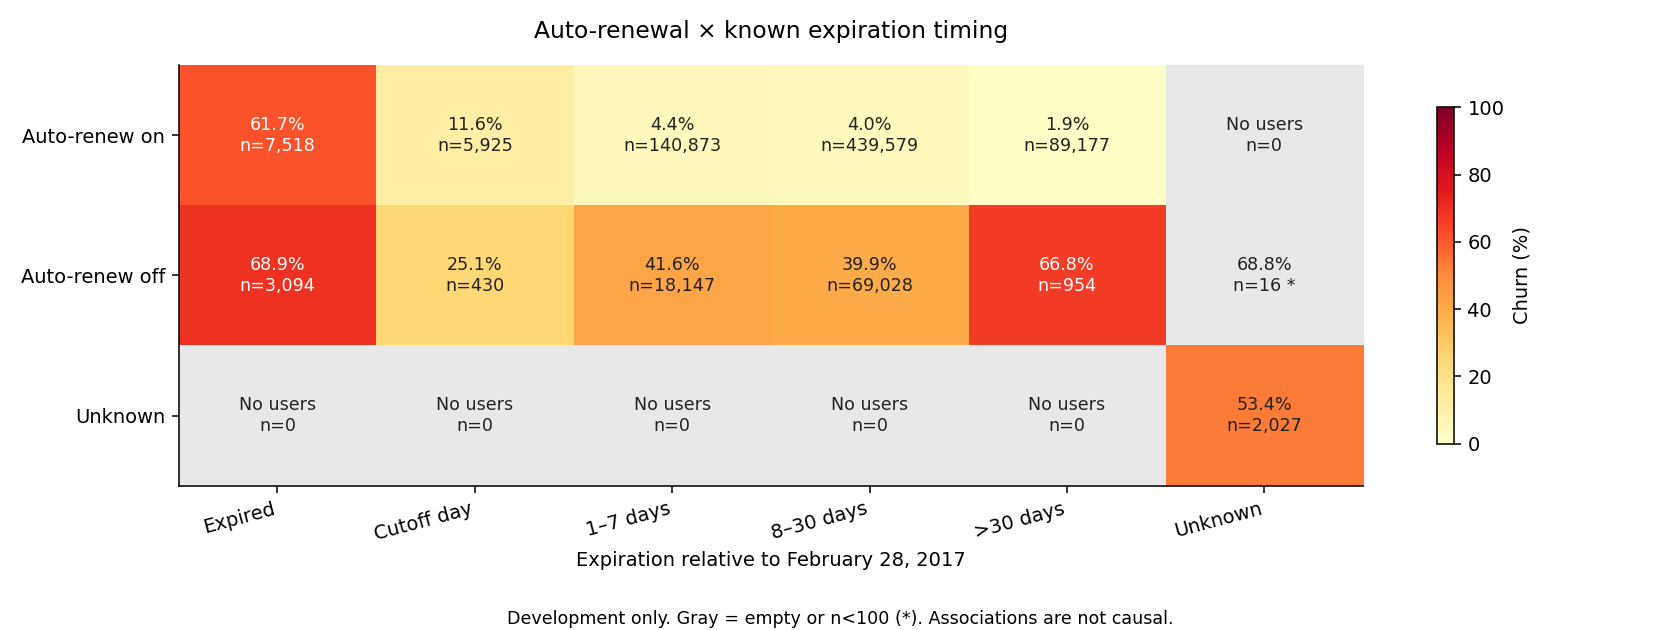 Auto-renewal × known expiration timing
Auto-renew on
61.7%
n=7,518
11.6%
n=5,925
4.4%
n=140,873
4.0%
n=439,579
1.9%
n=89,177
No users
n=0
Auto-renew off
68.9%
n=3,094
25.1%
n=430
41.6%
n=18,147
39.9%
n=69,028
66.8%
n=954
68.8%
n=16 *
Unknown
No users
n=0
No users
n=0
No users
n=0
No users
n=0
No users
n=0
53.4%
n=2,027
Expired
Cutoff day
1–7 days
8–30 days
>30 days
Unknown
Expiration relative to February 28, 2017
100
80
60
40
20
0
Churn (%)
Development only. Gray = empty or n<100 (*). Associations are not causal.